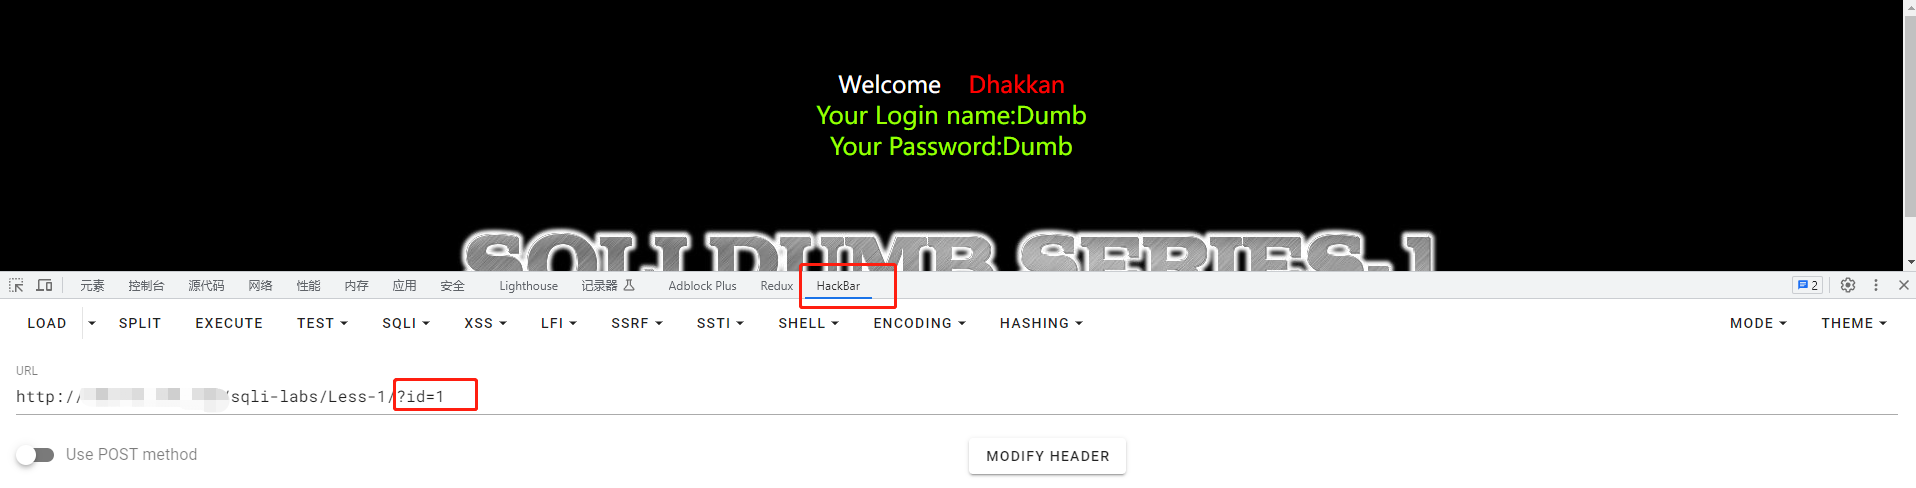 Welcome Dhakkan
Your Login name:Dumb
Your Password:Dumb
SQLI DUMB SERIES-1
元素 控制台 源代码 网络 性能 内存 应用 安全 Lighthouse 记录器 Adblock Plus Redux HackBar 2
LOAD SPLIT EXECUTE TEST SQLI XSS LFI SSRF SSTI SHELL ENCODING HASHING MODE THEME
URL
http:// /sqli-labs/Less-1/?id=1
Use POST method MODIFY HEADER